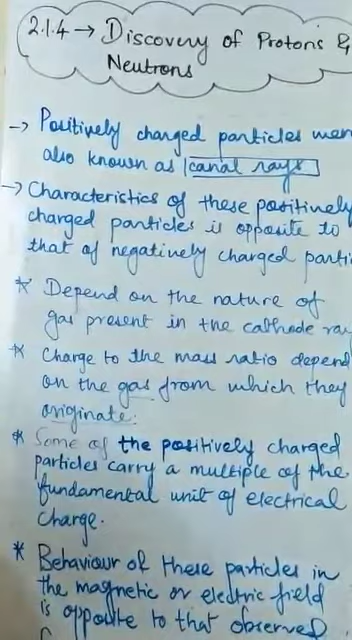 2.1.4 → Discovery of Protons &
Neutrons
→ Positively charged particles wer
also known as canal rays
→ Characteristics of these positively
charged particles is opposite to
that of negatively charged parti
* Depend on the nature of
gas present in the cathode ra
* Charge to the mass ratio depend
on the gas from which they
originate.
* Some of the positively charged
particles carry a multiple of the
fundamental unit of electrical
charge.
* Behaviour of these particles in
the magnetic or electric field
is opposite to that observed